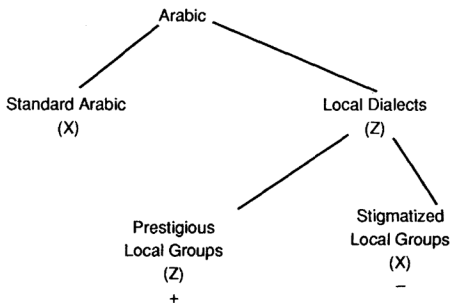 Arabic
Standard Arabic
(X)
Local Dialects
(Z)
Prestigious
Local Groups
(Z)
+
Stigmatized
Local Groups
(X)
–